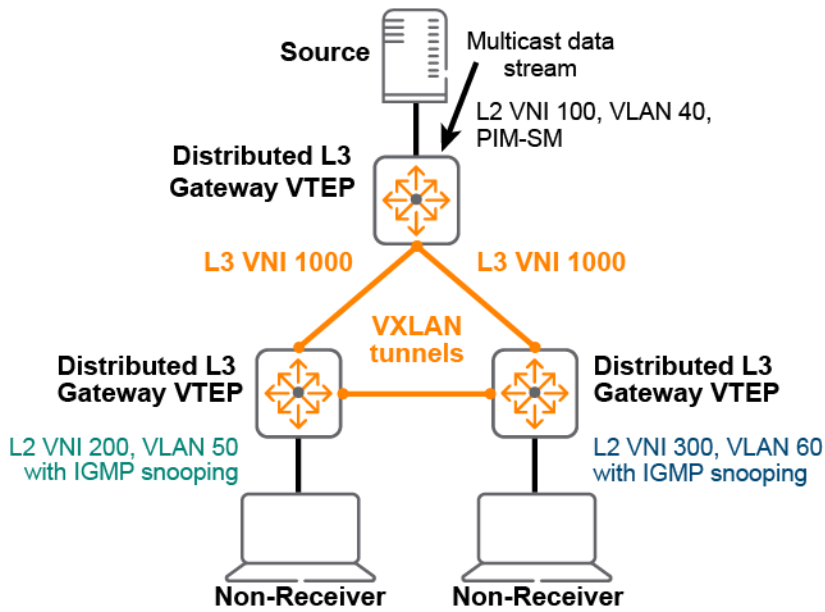 Source
Multicast data
stream
L2 VNI 100, VLAN 40,
PIM-SM
Distributed L3
Gateway VTEP
L3 VNI 1000
L3 VNI 1000
VXLAN
tunnels
Distributed L3
Gateway VTEP
Distributed L3
Gateway VTEP
L2 VNI 200, VLAN 50
with IGMP snooping
L2 VNI 300, VLAN 60
with IGMP snooping
Non-Receiver
Non-Receiver